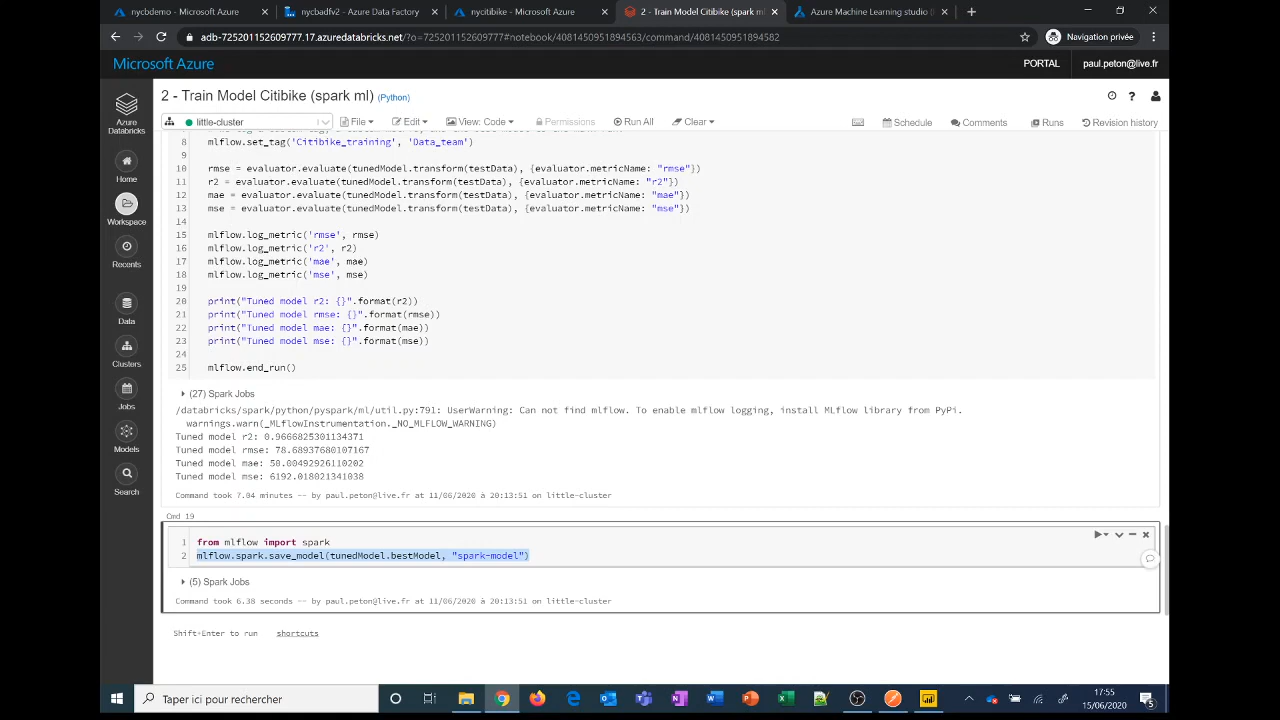 nycbdemo - Microsoft Azure
nycbadfv2 - Azure Data Factory
nycitibike - Microsoft Azure
2 - Train Model Citibike (spark ml)
Azure Machine Learning studio (
adb-725201152609777.17.azuredatabricks.net/?o=725201152609777#notebook/4081450951894563/command/4081450951894582
Navigation privée
Microsoft Azure
PORTAL
paul.peton@live.fr
Azure
Databricks
Home
Workspace
Recents
Data
Clusters
Jobs
Models
Search
2 - Train Model Citibike (spark ml) (Python)
little-cluster
File
Edit
View: Code
Permissions
Run All
Clear
Schedule
Comments
Runs
Revision history
8 mlflow.set_tag('Citibike_training', 'Data_team')
9
10 rmse = evaluator.evaluate(tunedModel.transform(testData), {evaluator.metricName: "rmse"})
11 r2 = evaluator.evaluate(tunedModel.transform(testData), {evaluator.metricName: "r2"})
12 mae = evaluator.evaluate(tunedModel.transform(testData), {evaluator.metricName: "mae"})
13 mse = evaluator.evaluate(tunedModel.transform(testData), {evaluator.metricName: "mse"})
14
15 mlflow.log_metric('rmse', rmse)
16 mlflow.log_metric('r2', r2)
17 mlflow.log_metric('mae', mae)
18 mlflow.log_metric('mse', mse)
19
20 print("Tuned model r2: {}".format(r2))
21 print("Tuned model rmse: {}".format(rmse))
22 print("Tuned model mae: {}".format(mae))
23 print("Tuned model mse: {}".format(mse))
24
25 mlflow.end_run()
(27) Spark Jobs
/databricks/spark/python/pyspark/ml/util.py:791: UserWarning: Can not find mlflow. To enable mlflow logging, install MLflow library from PyPi.
warnings.warn(_MLflowInstrumentation._NO_MLFLOW_WARNING)
Tuned model r2: 0.9666825301134371
Tuned model rmse: 78.68937680107167
Tuned model mae: 50.00492926110202
Tuned model mse: 6192.018021341038
Command took 7.04 minutes -- by paul.peton@live.fr at 11/06/2020 à 20:13:51 on little-cluster
Cmd 19
1 from mlflow import spark
2 mlflow.spark.save_model(tunedModel.bestModel, "spark-model")
(5) Spark Jobs
Command took 6.38 seconds -- by paul.peton@live.fr at 11/06/2020 à 20:13:51 on little-cluster
Shift+Enter to run shortcuts
Taper ici pour rechercher
17:55
15/06/2020
5